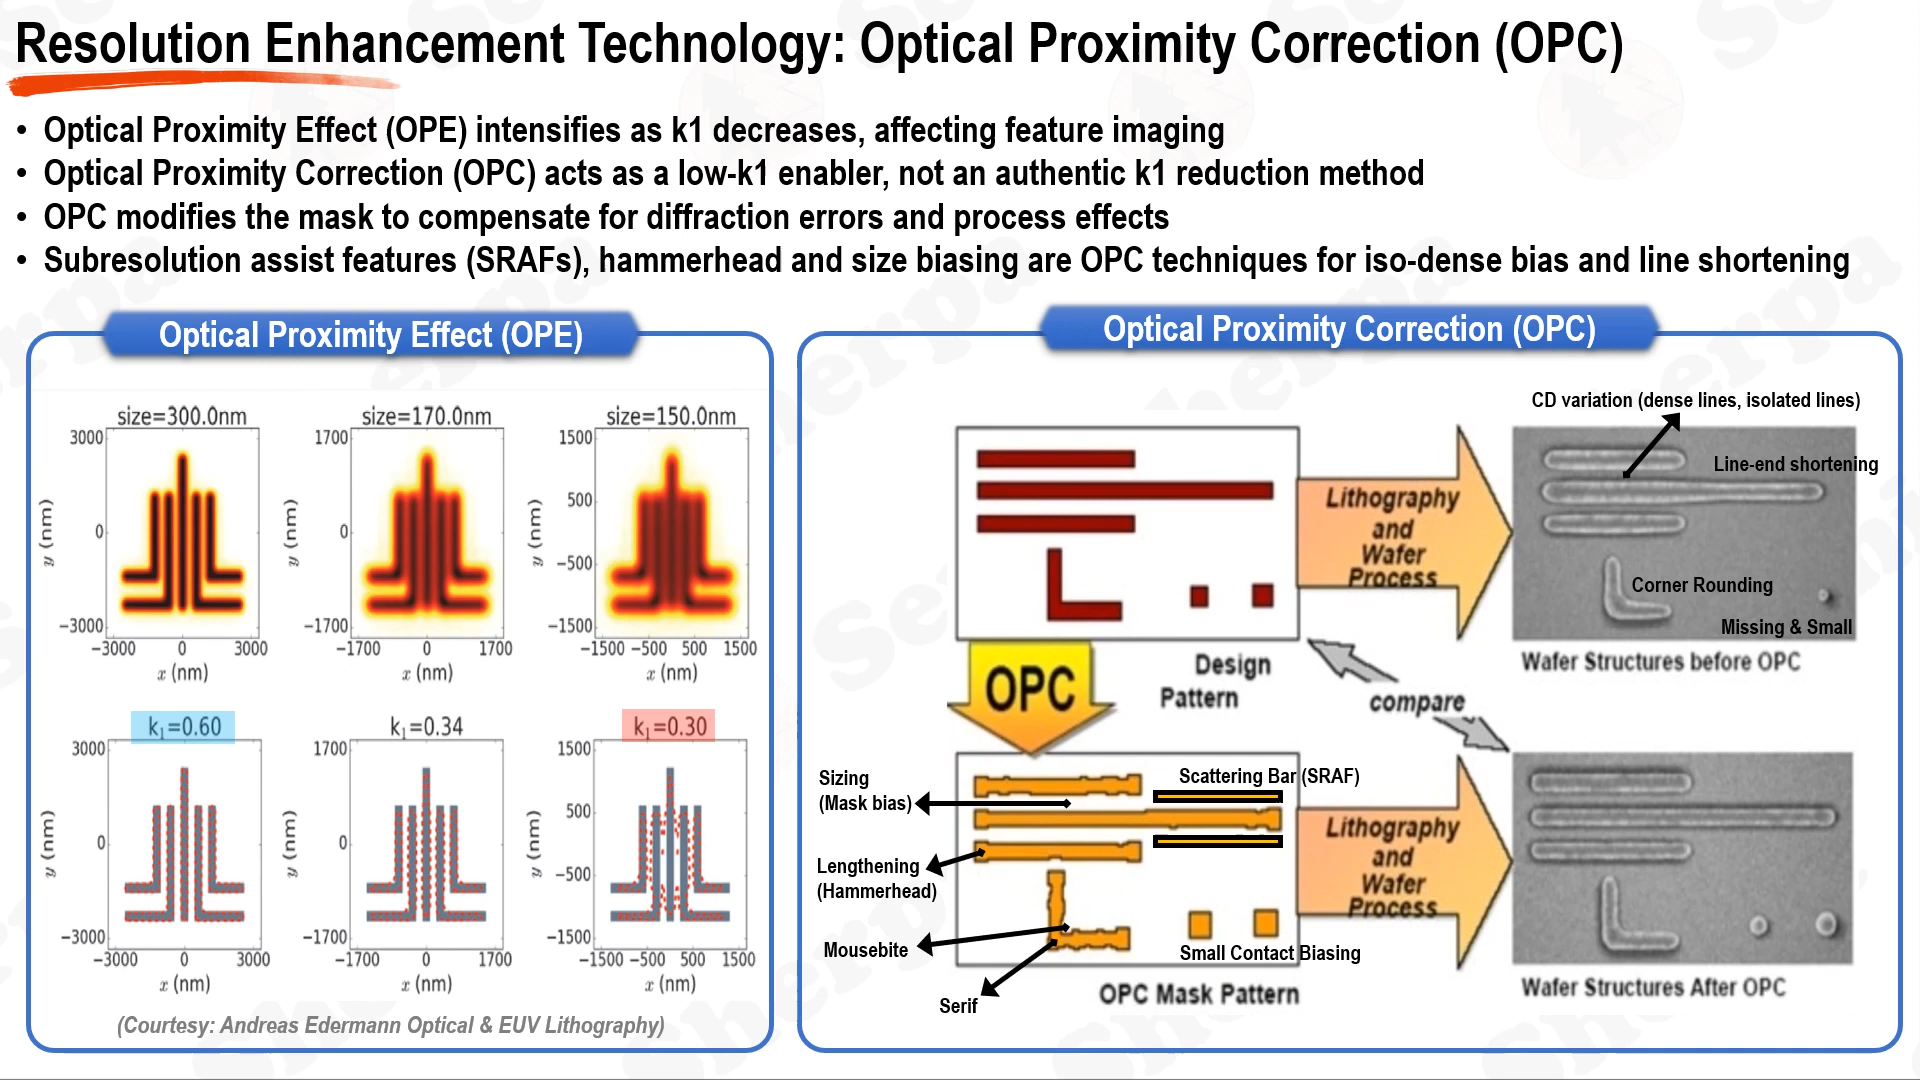 Resolution Enhancement Technology: Optical Proximity Correction (OPC)
• Optical Proximity Effect (OPE) intensifies as k1 decreases, affecting feature imaging
• Optical Proximity Correction (OPC) acts as a low-k1 enabler, not an authentic k1 reduction method
• OPC modifies the mask to compensate for diffraction errors and process effects
• Subresolution assist features (SRAFs), hammerhead and size biasing are OPC techniques for iso-dense bias and line shortening
Optical Proximity Effect (OPE)
size=300.0nm
3000
0
−3000
y (nm)
−3000 0 3000
x (nm)
size=170.0nm
1700
0
−1700
y (nm)
−1700 0 1700
x (nm)
size=150.0nm
1500
500
−500
−1500
y (nm)
−1500 −500 500 1500
x (nm)
k₁=0.60
3000
0
−3000
y (nm)
−3000 0 3000
x (nm)
k₁=0.34
1700
0
−1700
y (nm)
−1700 0 1700
x (nm)
k₁=0.30
1500
500
−500
−1500
y (nm)
−1500 −500 500 1500
x (nm)
(Courtesy: Andreas Edermann Optical & EUV Lithography)
Optical Proximity Correction (OPC)
Design
Pattern
Lithography
and
Wafer
Process
CD variation (dense lines, isolated lines)
Line-end shortening
Corner Rounding
Missing & Small
Wafer Structures before OPC
OPC
compare
Sizing
(Mask bias)
Lengthening
(Hammerhead)
Mousebite
Serif
Scattering Bar (SRAF)
Small Contact Biasing
OPC Mask Pattern
Lithography
and
Wafer
Process
Wafer Structures After OPC
Sherpa